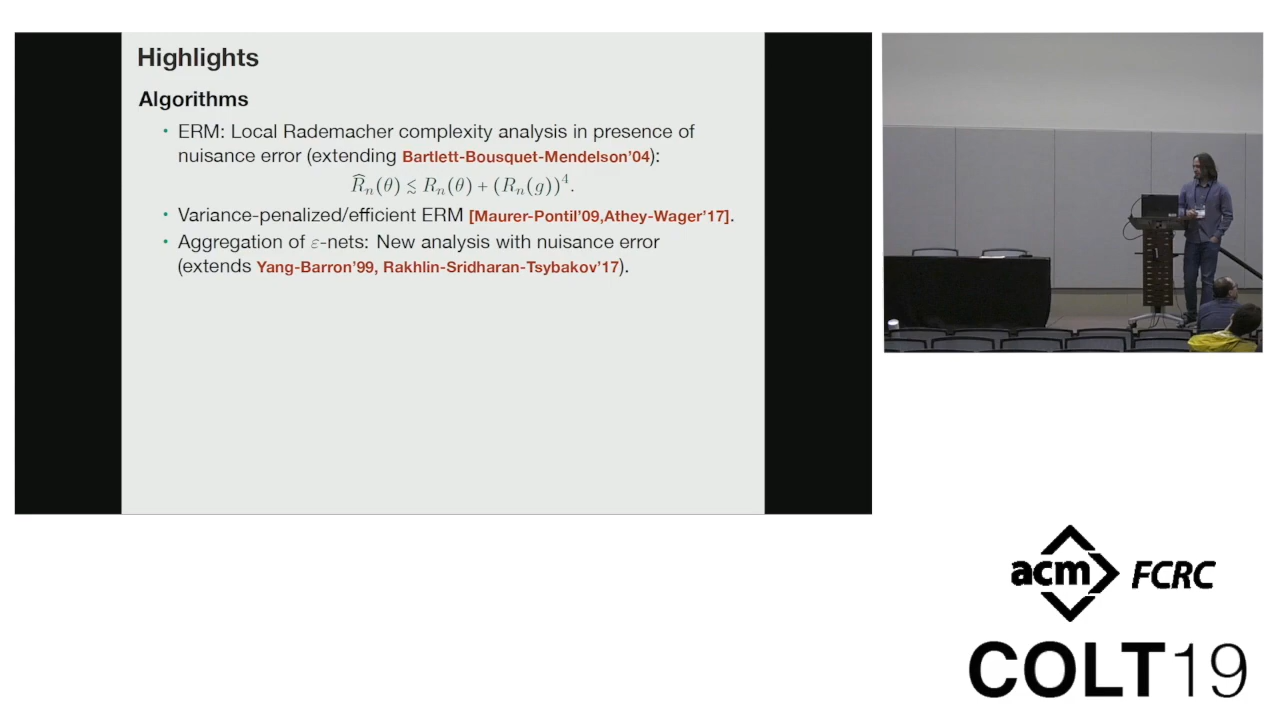 Highlights
Algorithms
• ERM: Local Rademacher complexity analysis in presence of
nuisance error (extending Bartlett-Bousquet-Mendelson'04):
R̂ₙ(θ) ≲ Rₙ(θ) + (Rₙ(g))⁴.
• Variance-penalized/efficient ERM [Maurer-Pontil'09,Athey-Wager'17].
• Aggregation of ε-nets: New analysis with nuisance error
(extends Yang-Barron'99, Rakhlin-Sridharan-Tsybakov'17).
acm FCRC
COLT19